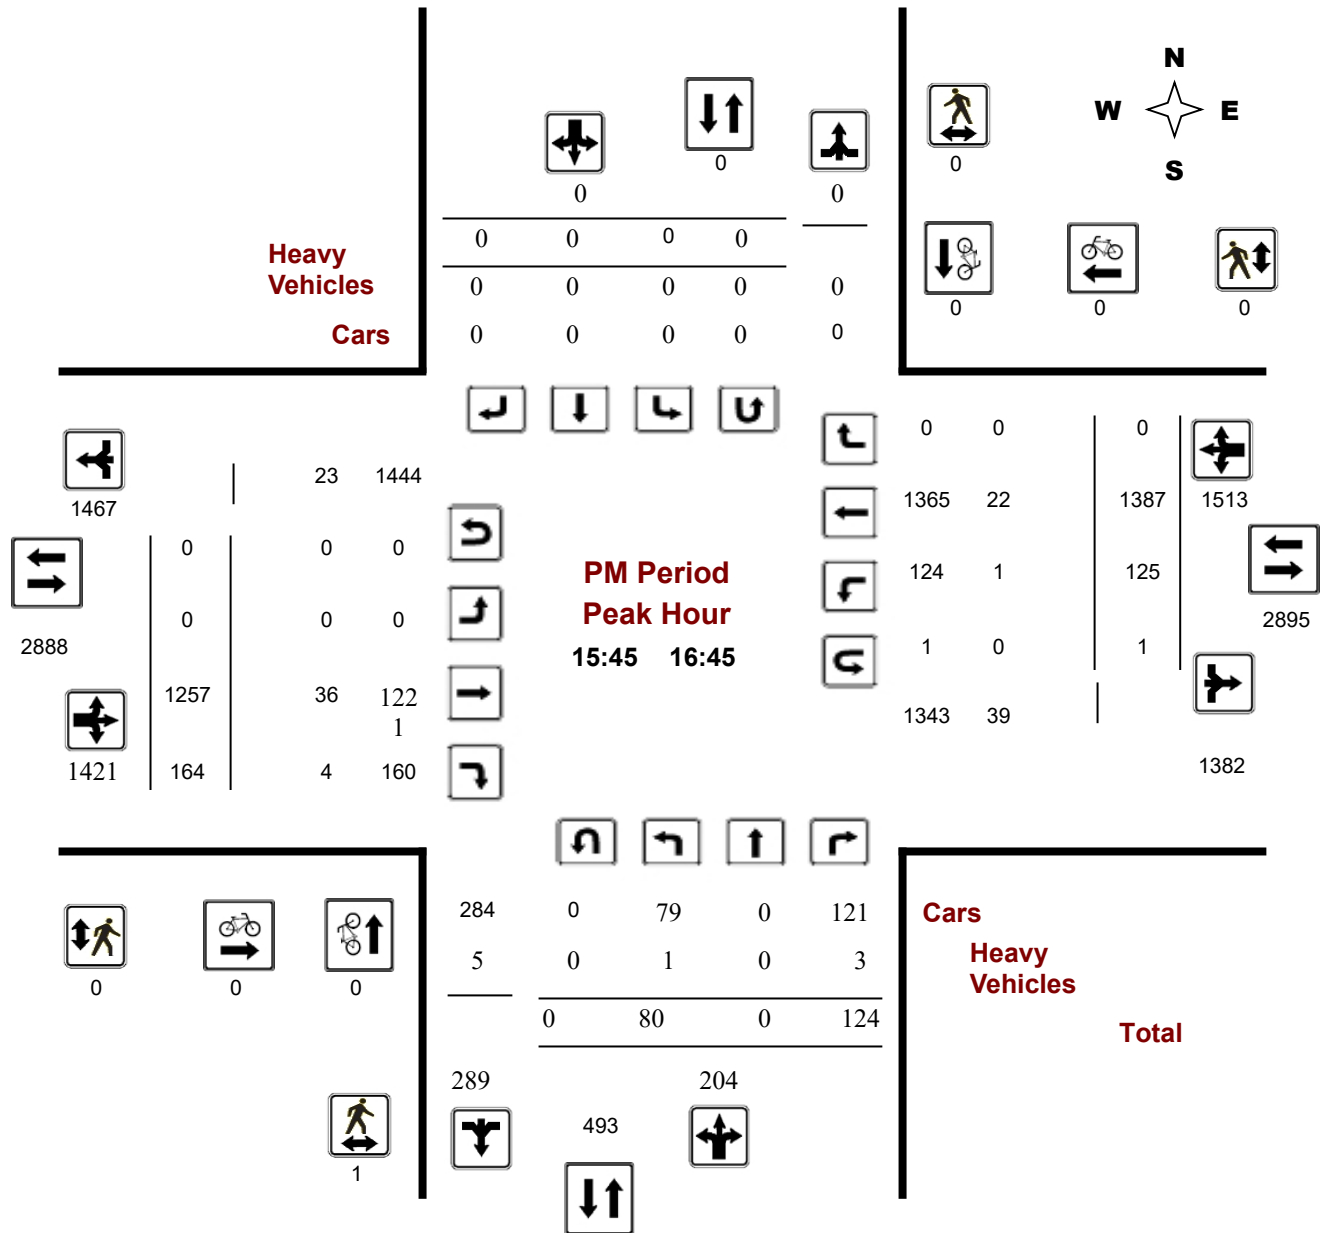 N
W E
S
0
0
0
0 0
0 0 0 0
Heavy
Vehicles
0 0 0 0 0
Cars
0 0 0 0 0
0 0 0
0 0 0
23 1444
1467
1365 22 1387 1513
0 0 0
PM Period
124 1 125
Peak Hour
0 0 0
2888
2895
15:45 16:45
1 0 1
1257 36 122
1
1343 39
1421 164 4 160
1382
284 0 79 0 121
Cars
5 0 1 0 3
Heavy
Vehicles
0 0 0
0 80 0 124
Total
289 204
493
1